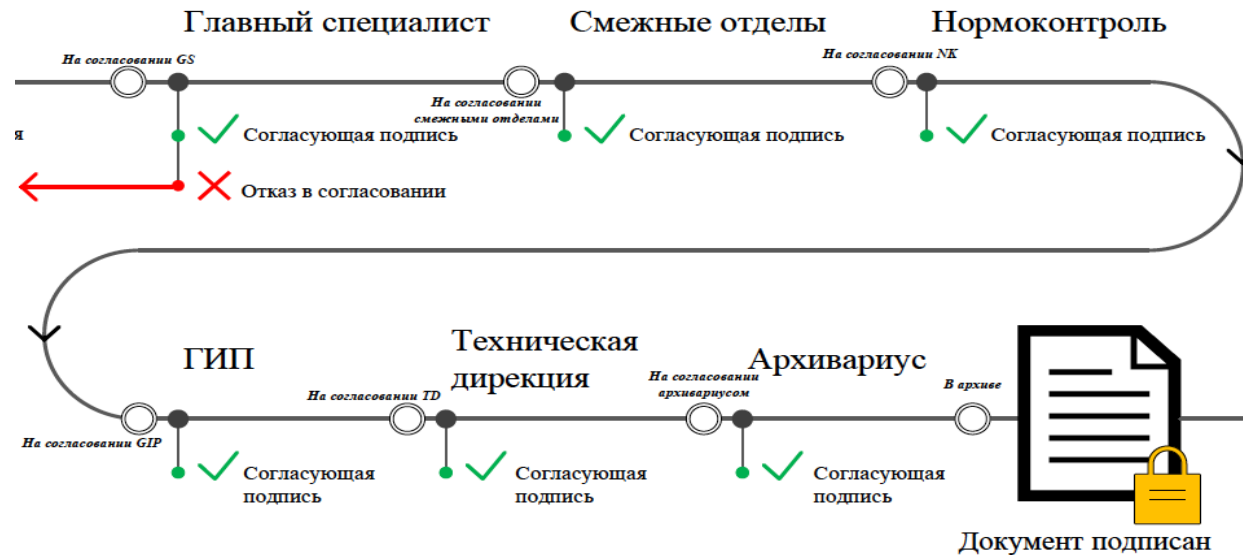 Главный специалист
Смежные отделы
Нормоконтроль
На согласовании GS
На согласовании
смежными отделами
На согласовании NK
я
Согласующая подпись
Согласующая подпись
Согласующая подпись
Отказ в согласовании
ГИП
Техническая
дирекция
Архивариус
На согласовании GIP
На согласовании TD
На согласовании
архивариусом
В архиве
Согласующая
подпись
Согласующая
подпись
Согласующая
подпись
Документ подписан